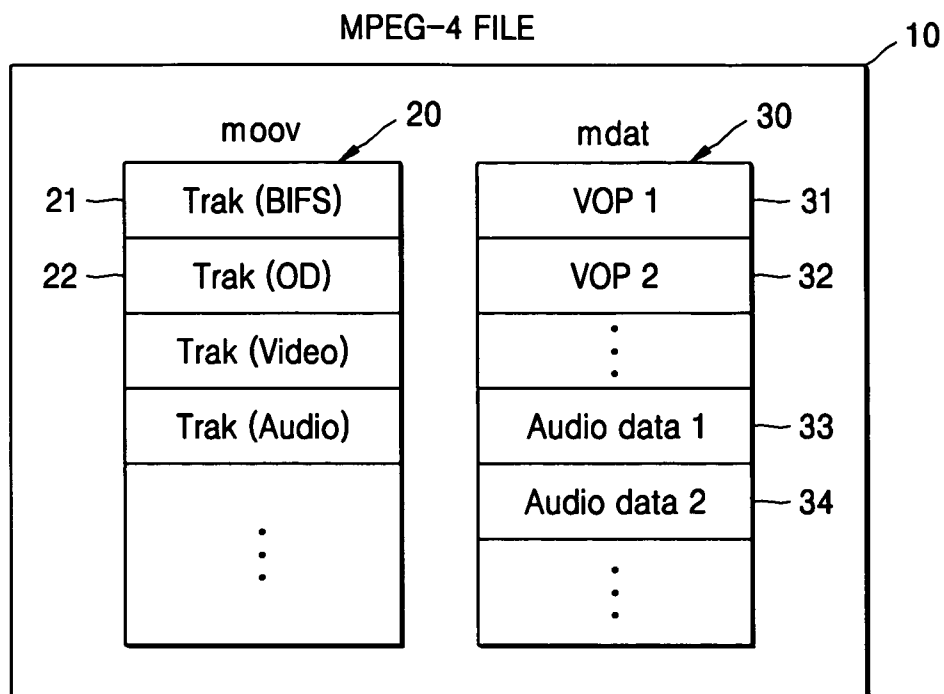 MPEG-4 FILE
10
moov
20
mdat
30
21
Trak (BIFS)
VOP 1
31
22
Trak (OD)
VOP 2
32
Trak (Video)
Trak (Audio)
Audio data 1
33
Audio data 2
34